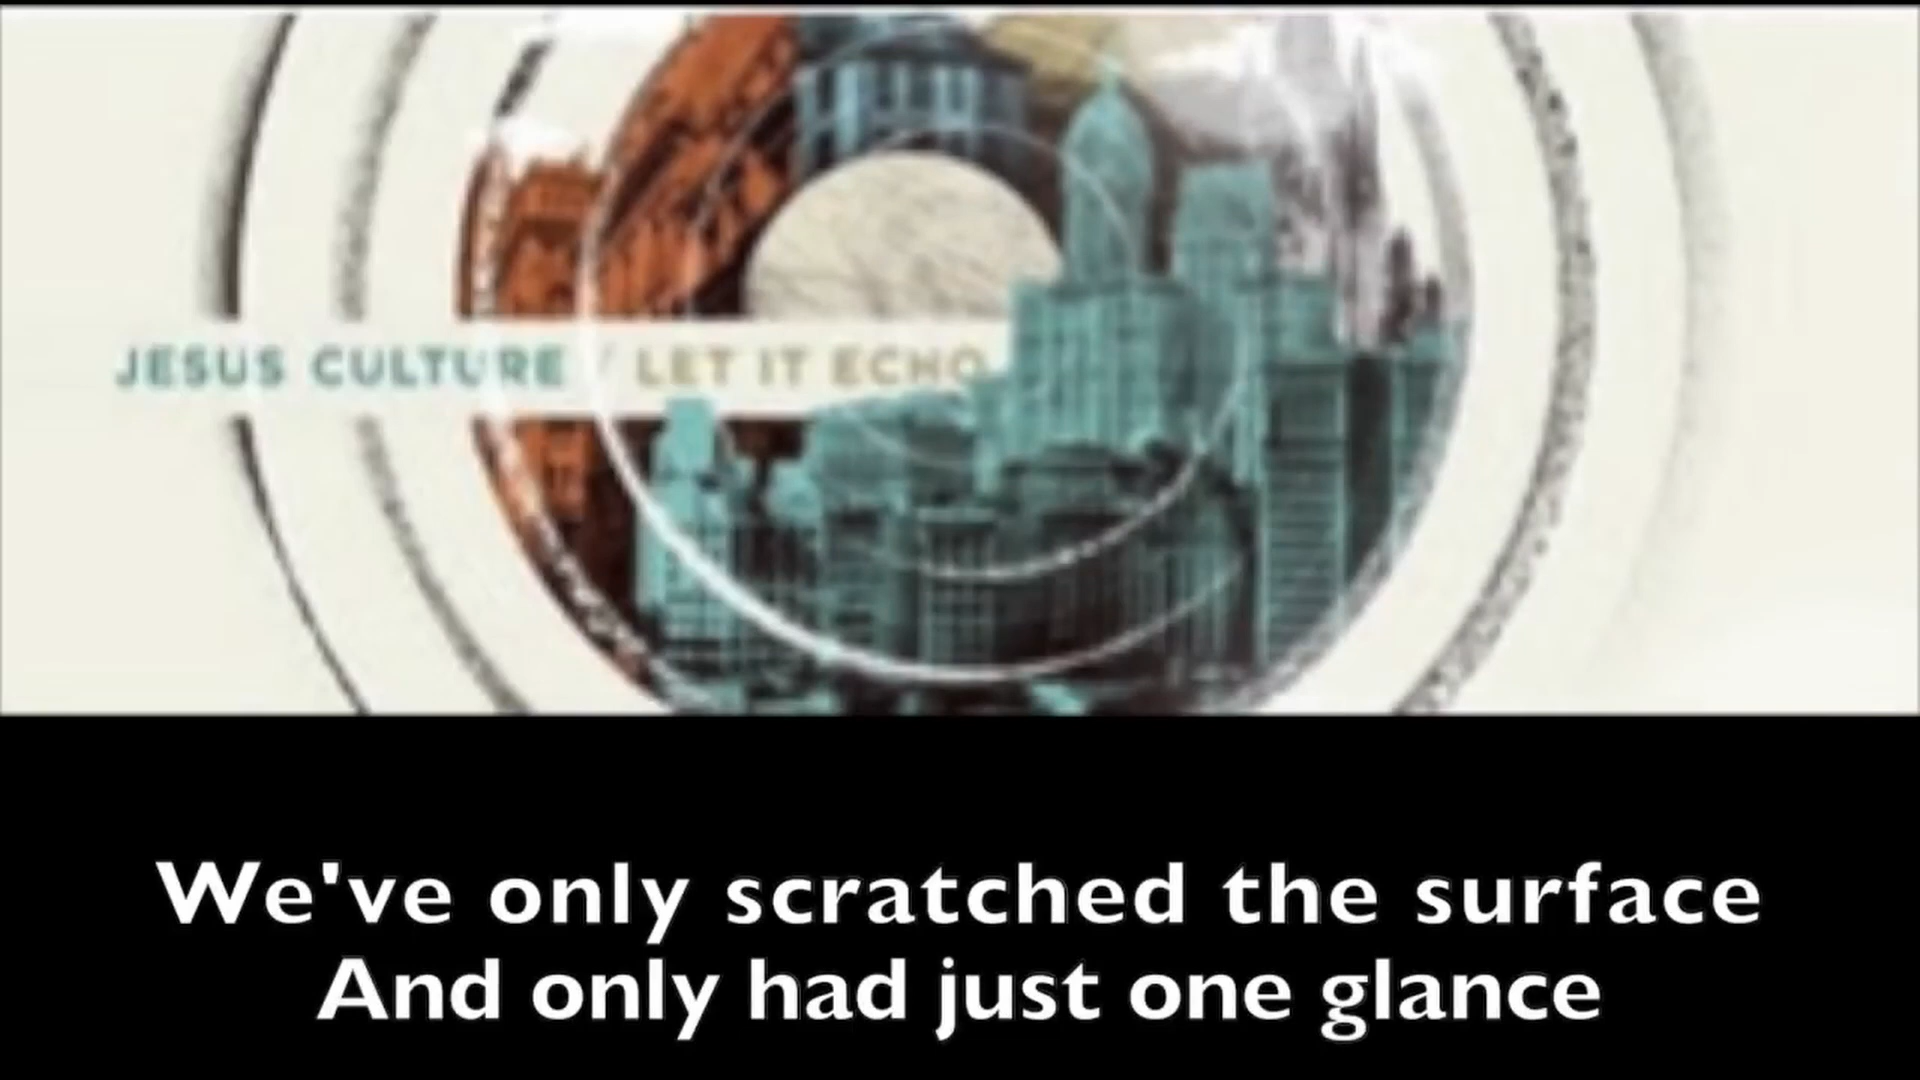 JESUS CULTURE / LET IT ECHO
We've only scratched the surface
And only had just one glance